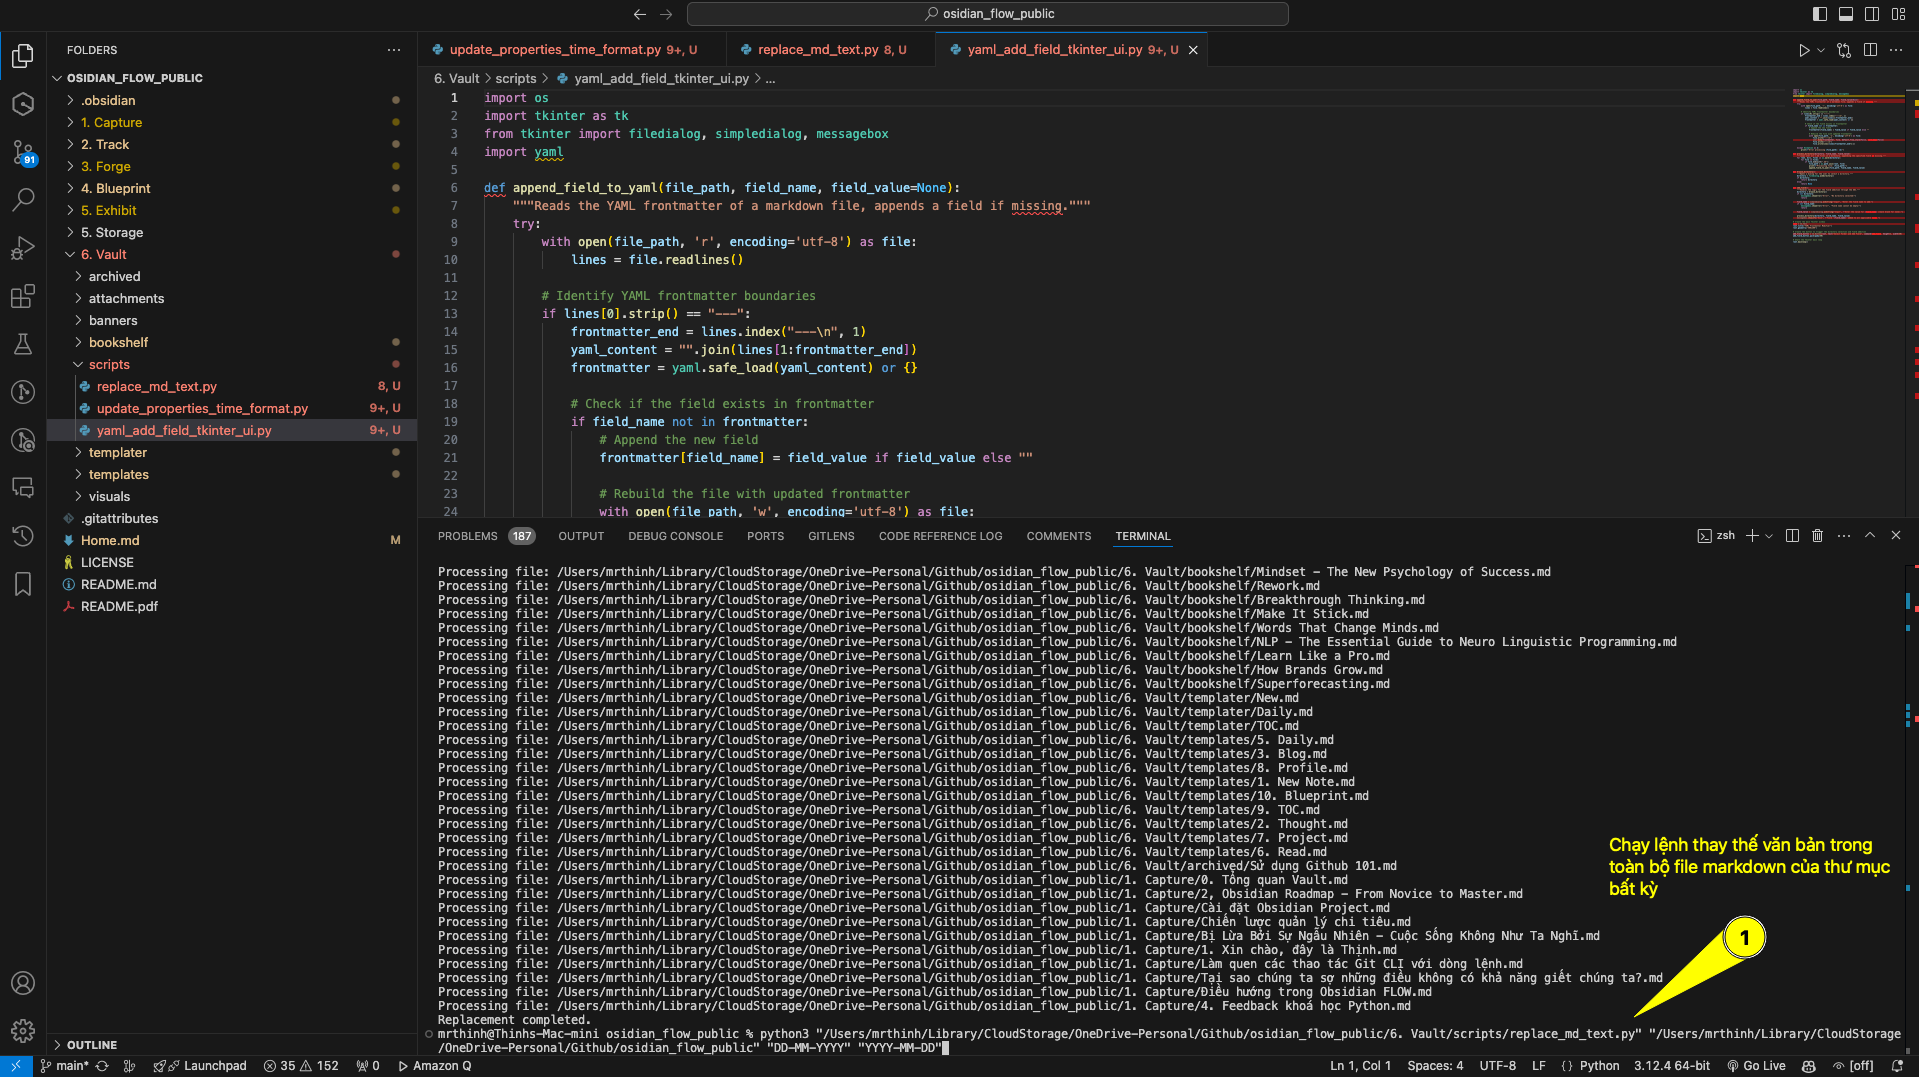 osidian_flow_public
FOLDERS
OSIDIAN_FLOW_PUBLIC
.obsidian
1. Capture
2. Track
3. Forge
4. Blueprint
5. Exhibit
5. Storage
6. Vault
archived
attachments
banners
bookshelf
scripts
replace_md_text.py 8, U
update_properties_time_format.py 9+, U
yaml_add_field_tkinter_ui.py 9+, U
templater
templates
visuals
.gitattributes
Home.md M
LICENSE
README.md
README.pdf
OUTLINE
91
update_properties_time_format.py 9+, U replace_md_text.py 8, U yaml_add_field_tkinter_ui.py 9+, U
6. Vault > scripts > yaml_add_field_tkinter_ui.py > ...
1 import os
2 import tkinter as tk
3 from tkinter import filedialog, simpledialog, messagebox
4 import yaml
5
6 def append_field_to_yaml(file_path, field_name, field_value=None):
7 """Reads the YAML frontmatter of a markdown file, appends a field if missing."""
8 try:
9 with open(file_path, 'r', encoding='utf-8') as file:
10 lines = file.readlines()
11
12 # Identify YAML frontmatter boundaries
13 if lines[0].strip() == "---":
14 frontmatter_end = lines.index("---\n", 1)
15 yaml_content = "".join(lines[1:frontmatter_end])
16 frontmatter = yaml.safe_load(yaml_content) or {}
17
18 # Check if the field exists in frontmatter
19 if field_name not in frontmatter:
20 # Append the new field
21 frontmatter[field_name] = field_value if field_value else ""
22
23 # Rebuild the file with updated frontmatter
24 with open(file_path, 'w', encoding='utf-8') as file:
PROBLEMS 187 OUTPUT DEBUG CONSOLE PORTS GITLENS CODE REFERENCE LOG COMMENTS TERMINAL zsh
Processing file: /Users/mrthinh/Library/CloudStorage/OneDrive-Personal/Github/osidian_flow_public/6. Vault/bookshelf/Mindset – The New Psychology of Success.md
Processing file: /Users/mrthinh/Library/CloudStorage/OneDrive-Personal/Github/osidian_flow_public/6. Vault/bookshelf/Rework.md
Processing file: /Users/mrthinh/Library/CloudStorage/OneDrive-Personal/Github/osidian_flow_public/6. Vault/bookshelf/Breakthrough Thinking.md
Processing file: /Users/mrthinh/Library/CloudStorage/OneDrive-Personal/Github/osidian_flow_public/6. Vault/bookshelf/Make It Stick.md
Processing file: /Users/mrthinh/Library/CloudStorage/OneDrive-Personal/Github/osidian_flow_public/6. Vault/bookshelf/Words That Change Minds.md
Processing file: /Users/mrthinh/Library/CloudStorage/OneDrive-Personal/Github/osidian_flow_public/6. Vault/bookshelf/NLP – The Essential Guide to Neuro Linguistic Programming.md
Processing file: /Users/mrthinh/Library/CloudStorage/OneDrive-Personal/Github/osidian_flow_public/6. Vault/bookshelf/Learn Like a Pro.md
Processing file: /Users/mrthinh/Library/CloudStorage/OneDrive-Personal/Github/osidian_flow_public/6. Vault/bookshelf/How Brands Grow.md
Processing file: /Users/mrthinh/Library/CloudStorage/OneDrive-Personal/Github/osidian_flow_public/6. Vault/bookshelf/Superforecasting.md
Processing file: /Users/mrthinh/Library/CloudStorage/OneDrive-Personal/Github/osidian_flow_public/6. Vault/templater/New.md
Processing file: /Users/mrthinh/Library/CloudStorage/OneDrive-Personal/Github/osidian_flow_public/6. Vault/templater/Daily.md
Processing file: /Users/mrthinh/Library/CloudStorage/OneDrive-Personal/Github/osidian_flow_public/6. Vault/templater/TOC.md
Processing file: /Users/mrthinh/Library/CloudStorage/OneDrive-Personal/Github/osidian_flow_public/6. Vault/templates/5. Daily.md
Processing file: /Users/mrthinh/Library/CloudStorage/OneDrive-Personal/Github/osidian_flow_public/6. Vault/templates/3. Blog.md
Processing file: /Users/mrthinh/Library/CloudStorage/OneDrive-Personal/Github/osidian_flow_public/6. Vault/templates/8. Profile.md
Processing file: /Users/mrthinh/Library/CloudStorage/OneDrive-Personal/Github/osidian_flow_public/6. Vault/templates/1. New Note.md
Processing file: /Users/mrthinh/Library/CloudStorage/OneDrive-Personal/Github/osidian_flow_public/6. Vault/templates/10. Blueprint.md
Processing file: /Users/mrthinh/Library/CloudStorage/OneDrive-Personal/Github/osidian_flow_public/6. Vault/templates/9. TOC.md
Processing file: /Users/mrthinh/Library/CloudStorage/OneDrive-Personal/Github/osidian_flow_public/6. Vault/templates/2. Thought.md
Processing file: /Users/mrthinh/Library/CloudStorage/OneDrive-Personal/Github/osidian_flow_public/6. Vault/templates/7. Project.md
Processing file: /Users/mrthinh/Library/CloudStorage/OneDrive-Personal/Github/osidian_flow_public/6. Vault/templates/6. Read.md
Processing file: /Users/mrthinh/Library/CloudStorage/OneDrive-Personal/Github/osidian_flow_public/6. Vault/archived/Sử dụng Github 101.md
Processing file: /Users/mrthinh/Library/CloudStorage/OneDrive-Personal/Github/osidian_flow_public/1. Capture/0. Tổng quan Vault.md
Processing file: /Users/mrthinh/Library/CloudStorage/OneDrive-Personal/Github/osidian_flow_public/1. Capture/2, Obsidian Roadmap – From Novice to Master.md
Processing file: /Users/mrthinh/Library/CloudStorage/OneDrive-Personal/Github/osidian_flow_public/1. Capture/Cài đặt Obsidian Project.md
Processing file: /Users/mrthinh/Library/CloudStorage/OneDrive-Personal/Github/osidian_flow_public/1. Capture/Chiến lược quản lý chi tiêu.md
Processing file: /Users/mrthinh/Library/CloudStorage/OneDrive-Personal/Github/osidian_flow_public/1. Capture/Bị Lừa Bởi Sự Ngẫu Nhiên – Cuộc Sống Không Như Ta Nghĩ.md
Processing file: /Users/mrthinh/Library/CloudStorage/OneDrive-Personal/Github/osidian_flow_public/1. Capture/1. Xin chào, đây là Thịnh.md
Processing file: /Users/mrthinh/Library/CloudStorage/OneDrive-Personal/Github/osidian_flow_public/1. Capture/Làm quen các thao tác Git CLI với dòng lệnh.md
Processing file: /Users/mrthinh/Library/CloudStorage/OneDrive-Personal/Github/osidian_flow_public/1. Capture/Tại sao chúng ta sợ những điều không có khả năng giết chúng ta?.md
Processing file: /Users/mrthinh/Library/CloudStorage/OneDrive-Personal/Github/osidian_flow_public/1. Capture/Điều hướng trong Obsidian FLOW.md
Processing file: /Users/mrthinh/Library/CloudStorage/OneDrive-Personal/Github/osidian_flow_public/1. Capture/4. Feedback khoá học Python.md
Replacement completed.
mrthinh@Thinhs-Mac-mini osidian_flow_public % python3 "/Users/mrthinh/Library/CloudStorage/OneDrive-Personal/Github/osidian_flow_public/6. Vault/scripts/replace_md_text.py" "/Users/mrthinh/Library/CloudStorage
/OneDrive-Personal/Github/osidian_flow_public" "DD-MM-YYYY" "YYYY-MM-DD"
Chạy lệnh thay thế văn bản trong
toàn bộ file markdown của thư mục
bất kỳ
1
main* Launchpad 35 152 0 Amazon Q Ln 1, Col 1 Spaces: 4 UTF-8 LF {} Python 3.12.4 64-bit Go Live [off]